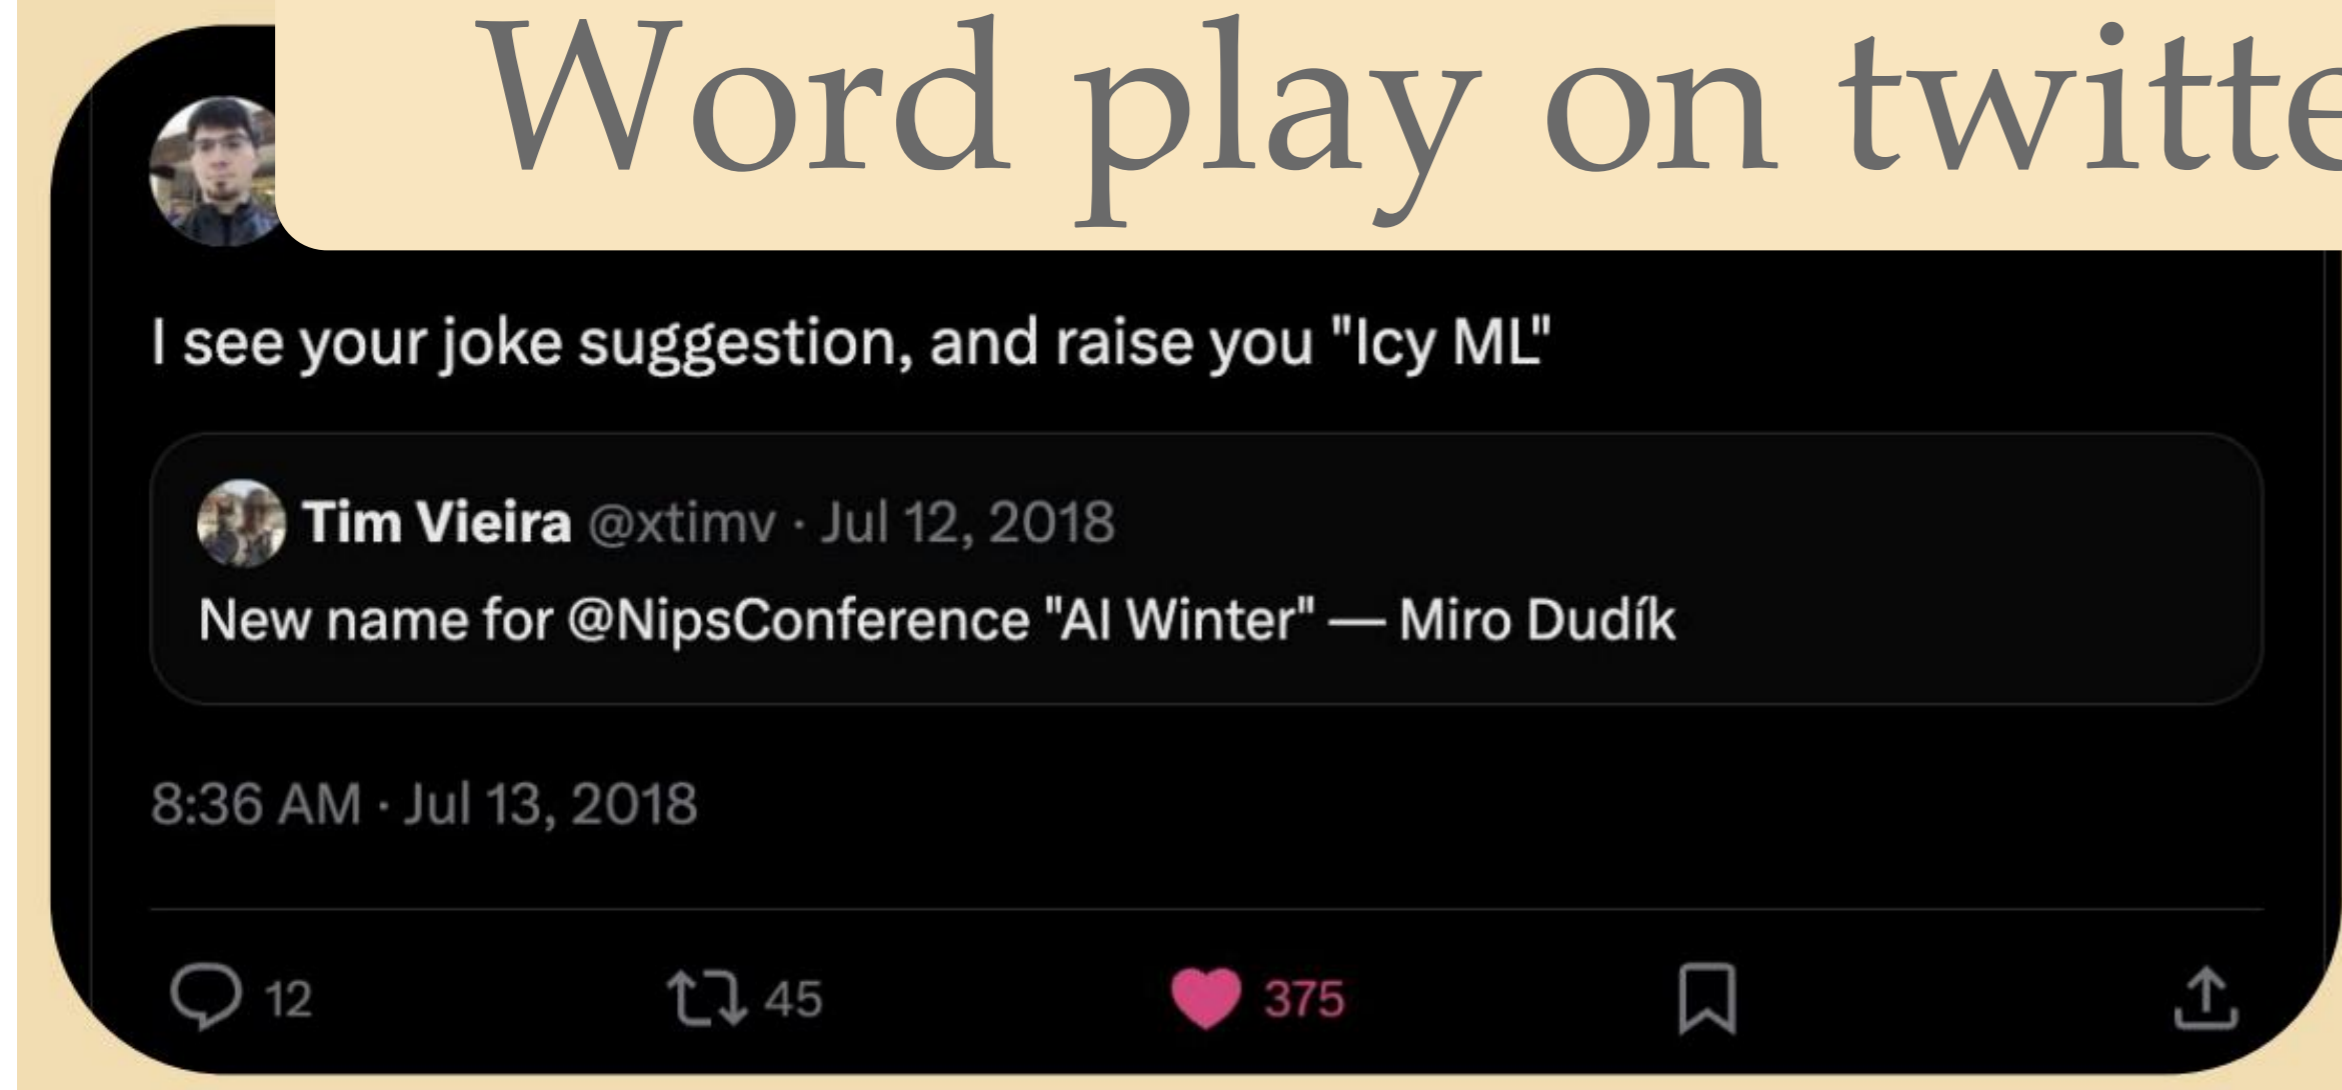 Word play on twitte
I see your joke suggestion, and raise you "Icy ML"
Tim Vieira @xtimv · Jul 12, 2018
New name for @NipsConference "AI Winter" — Miro Dudík
8:36 AM · Jul 13, 2018
12 45 375